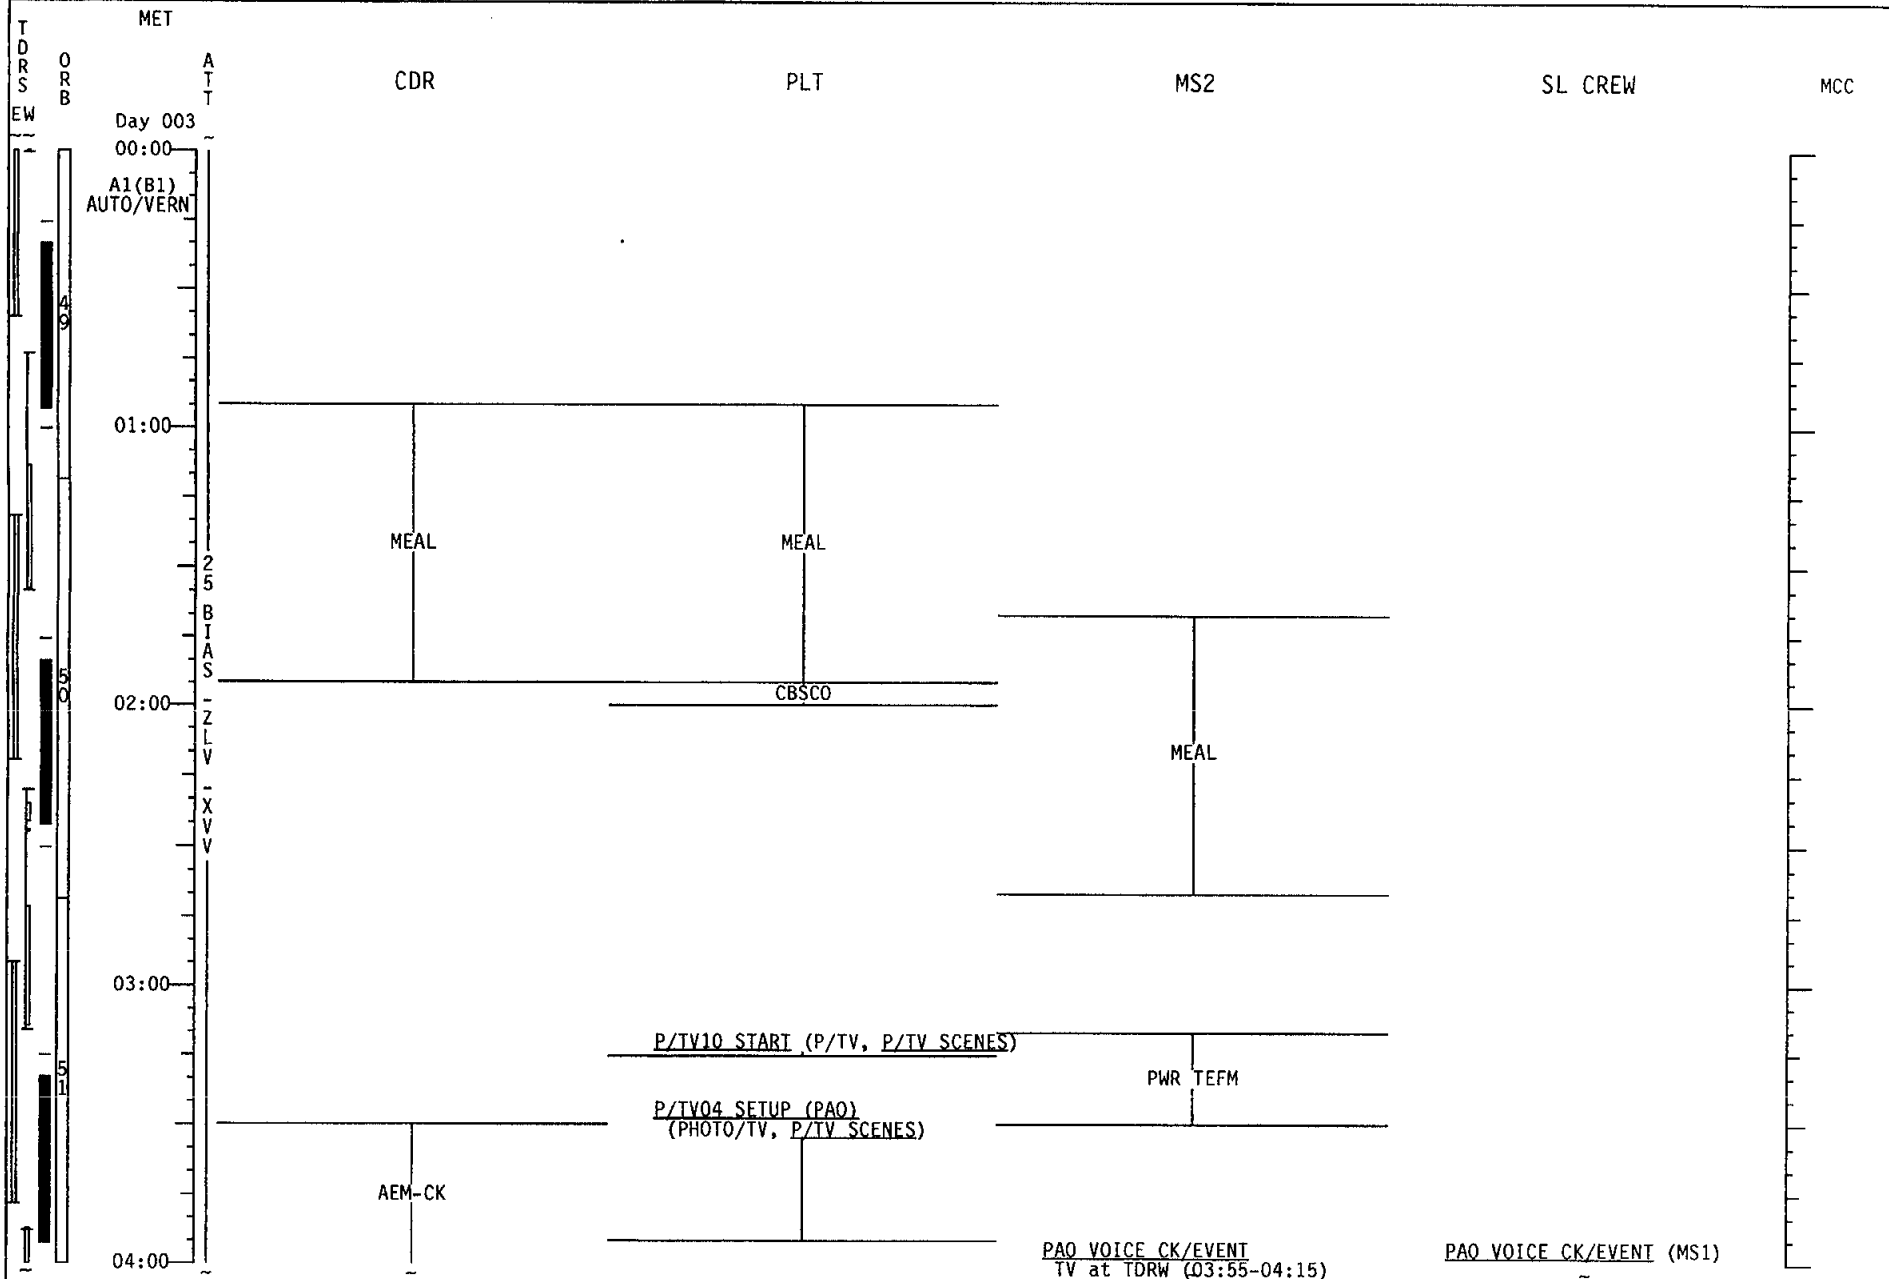 MET
TDRS
EW
ORB
ATT
CDR
PLT
MS2
SL CREW
MCC
Day 003
00:00
A1(B1)
AUTO/VERN
49
01:00
MEAL
MEAL
25 BIAS -ZLV -XVV
50
CBSCO
02:00
MEAL
03:00
P/TV10 START (P/TV, P/TV SCENES)
51
PWR TEFM
P/TV04 SETUP (PAO)
(PHOTO/TV, P/TV SCENES)
AEM-CK
04:00
PAO VOICE CK/EVENT
TV at TDRW (03:55-04:15)
PAO VOICE CK/EVENT (MS1)